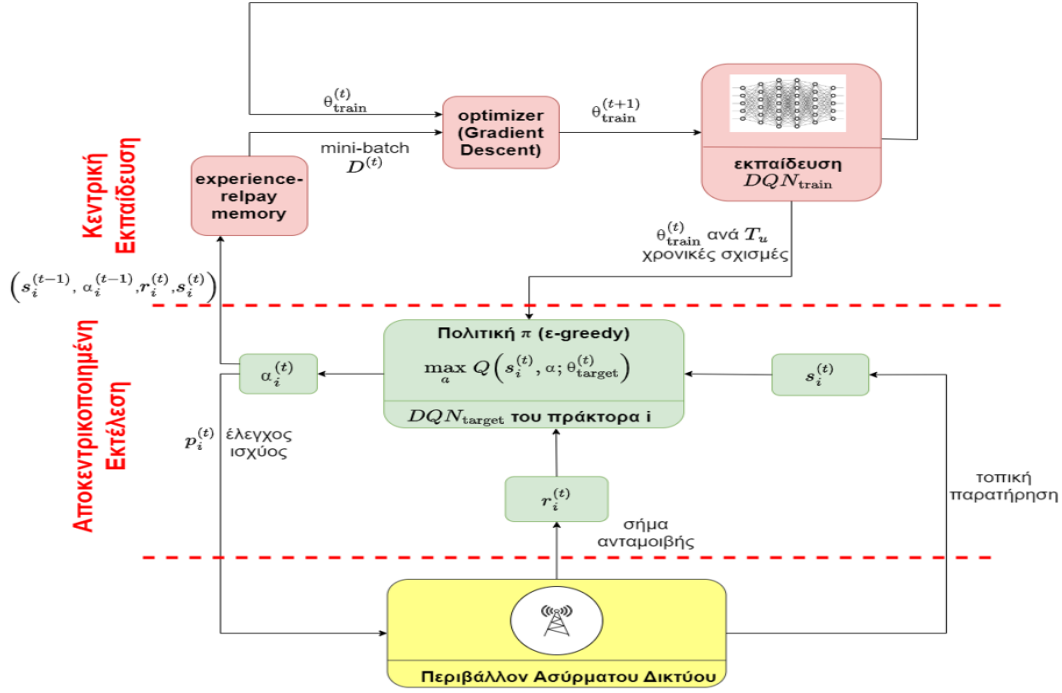 θ_train^(t)
mini-batch
D^(t)
optimizer
(Gradient
Descent)
θ_train^(t+1)
εκπαίδευση
DQN_train
experience-
relpay
memory
Κεντρική
Εκπαίδευση
θ_train^(t) ανά T_u
χρονικές σχισμές
(s_i^(t-1), α_i^(t-1), r_i^(t), s_i^(t))
Αποκεντρικοποιημένη
Εκτέλεση
Πολιτική π (ε-greedy)
max_a Q(s_i^(t), α; θ_target^(t))
DQN_target του πράκτορα i
α_i^(t)
s_i^(t)
p_i^(t) έλεγχος
ισχύος
r_i^(t)
σήμα
ανταμοιβής
τοπική
παρατήρηση
Περιβάλλον Ασύρματου Δικτύου